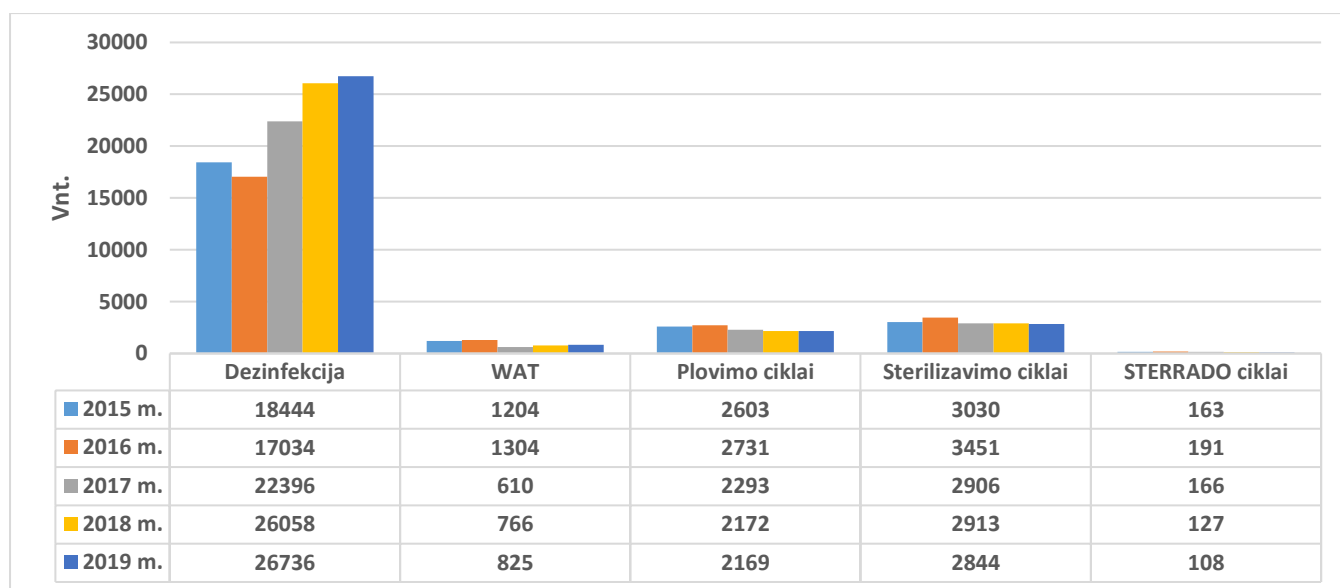 30000
25000
20000
15000
10000
5000
0
Vnt.
Dezinfekcija WAT Plovimo ciklai Sterilizavimo ciklai STERRADO ciklai
2015 m. 18444 1204 2603 3030 163
2016 m. 17034 1304 2731 3451 191
2017 m. 22396 610 2293 2906 166
2018 m. 26058 766 2172 2913 127
2019 m. 26736 825 2169 2844 108